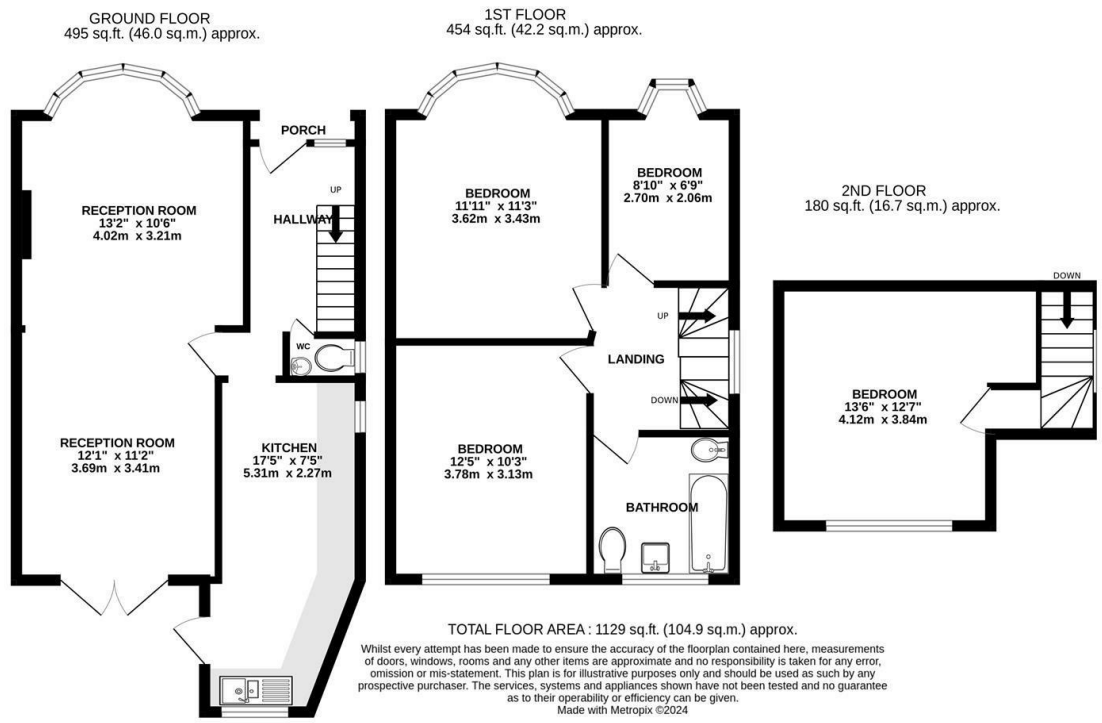 GROUND FLOOR
495 sq.ft. (46.0 sq.m.) approx.
PORCH
UP
HALLWAY
RECEPTION ROOM
13'2" x 10'6"
4.02m x 3.21m
WC
RECEPTION ROOM
12'1" x 11'2"
3.69m x 3.41m
KITCHEN
17'5" x 7'5"
5.31m x 2.27m
1ST FLOOR
454 sq.ft. (42.2 sq.m.) approx.
BEDROOM
11'11" x 11'3"
3.62m x 3.43m
BEDROOM
8'10" x 6'9"
2.70m x 2.06m
UP
LANDING
DOWN
BEDROOM
12'5" x 10'3"
3.78m x 3.13m
BATHROOM
2ND FLOOR
180 sq.ft. (16.7 sq.m.) approx.
DOWN
BEDROOM
13'6" x 12'7"
4.12m x 3.84m
TOTAL FLOOR AREA : 1129 sq.ft. (104.9 sq.m.) approx.
Whilst every attempt has been made to ensure the accuracy of the floorplan contained here, measurements
of doors, windows, rooms and any other items are approximate and no responsibility is taken for any error,
omission or mis-statement. This plan is for illustrative purposes only and should be used as such by any
prospective purchaser. The services, systems and appliances shown have not been tested and no guarantee
as to their operability or efficiency can be given.
Made with Metropix ©2024